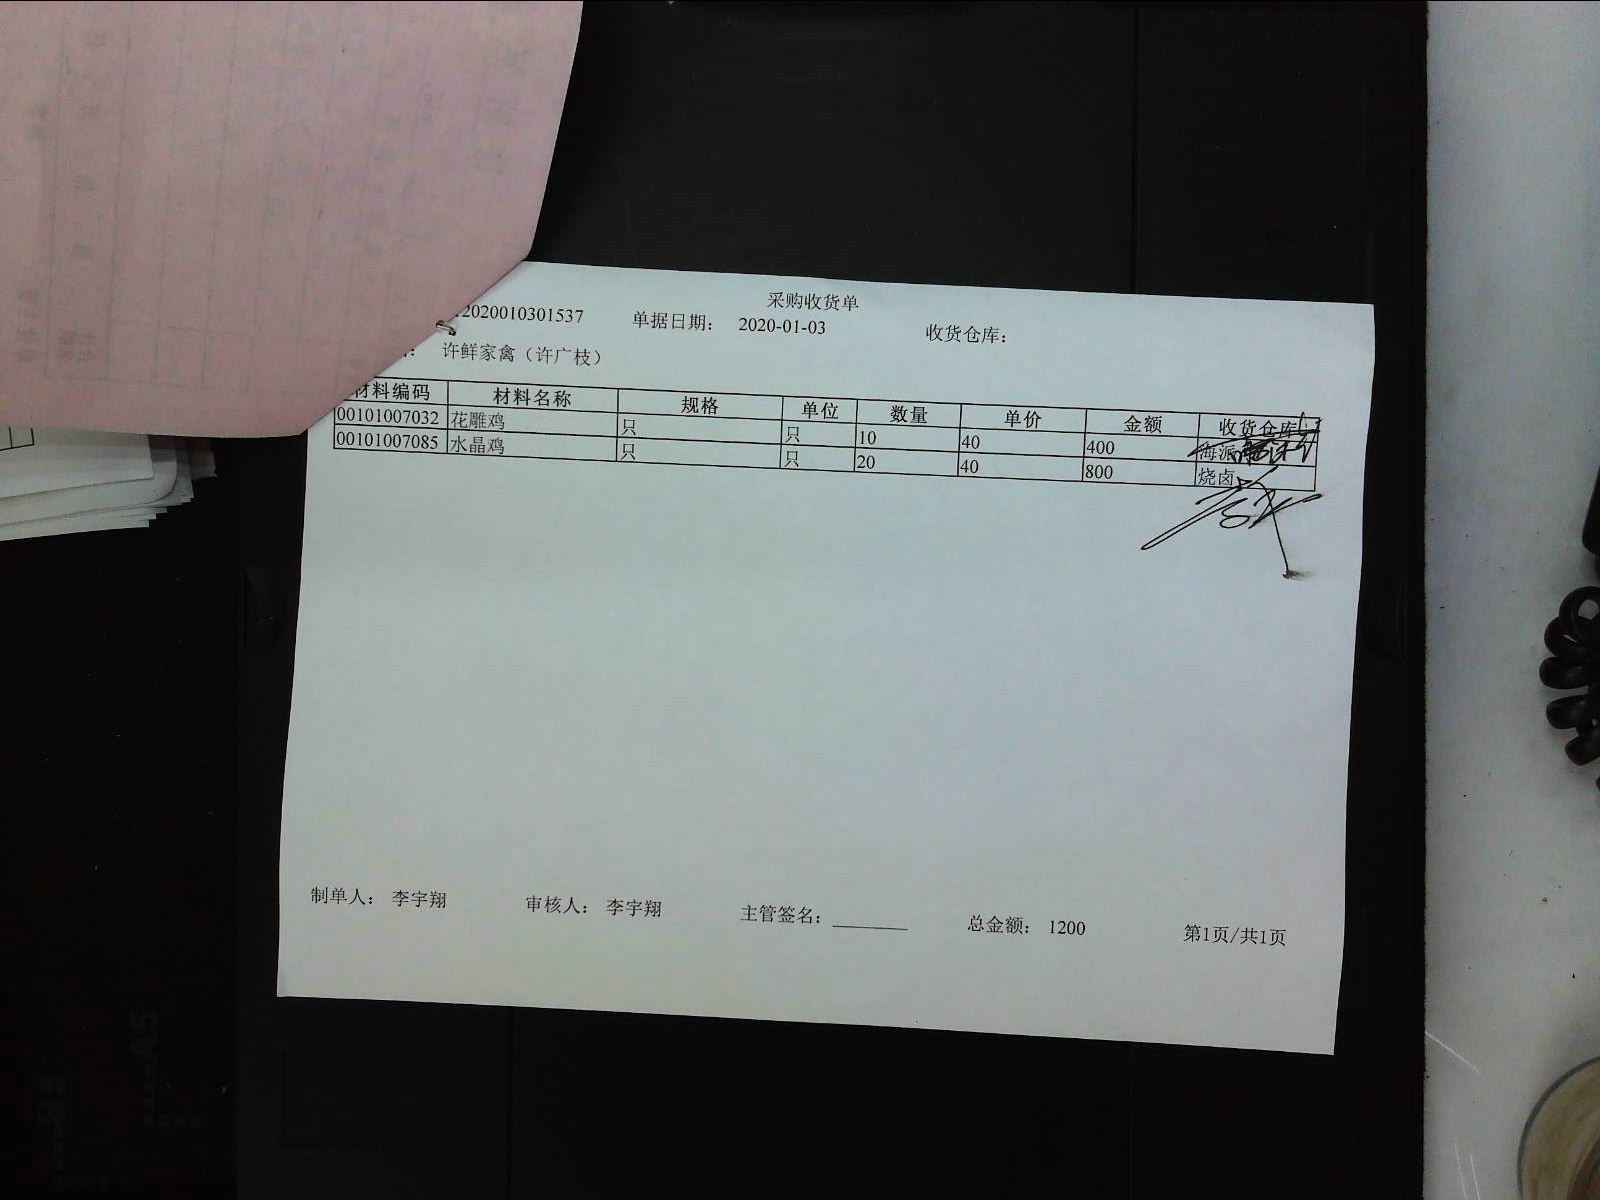 采购收货单
2020010301537 单据日期: 2020-01-03 收货仓库:
许鲜家禽（许广枝）
材料编码 材料名称 规格 单位 数量 单价 金额 收货仓库
00101007032 花雕鸡 只 只 10 40 400 海派
00101007085 水晶鸡 只 只 20 40 800 烧卤
制单人: 李宇翔 审核人: 李宇翔 主管签名: 总金额: 1200 第1页/共1页